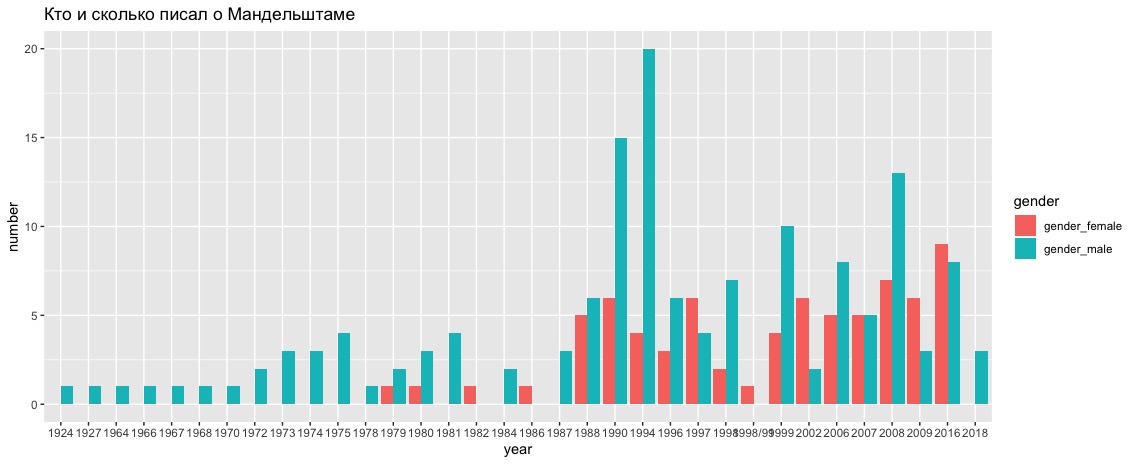 Кто и сколько писал о Мандельштаме
20
15
10
5
0
number
1924 1927 1964 1966 1967 1968 1970 1972 1973 1974 1975 1978 1979 1980 1981 1982 1984 1986 1987 1988 1990 1994 1996 1997 1998 1998/99 1999 2002 2006 2007 2008 2009 2016 2018
year
gender
gender_female
gender_male